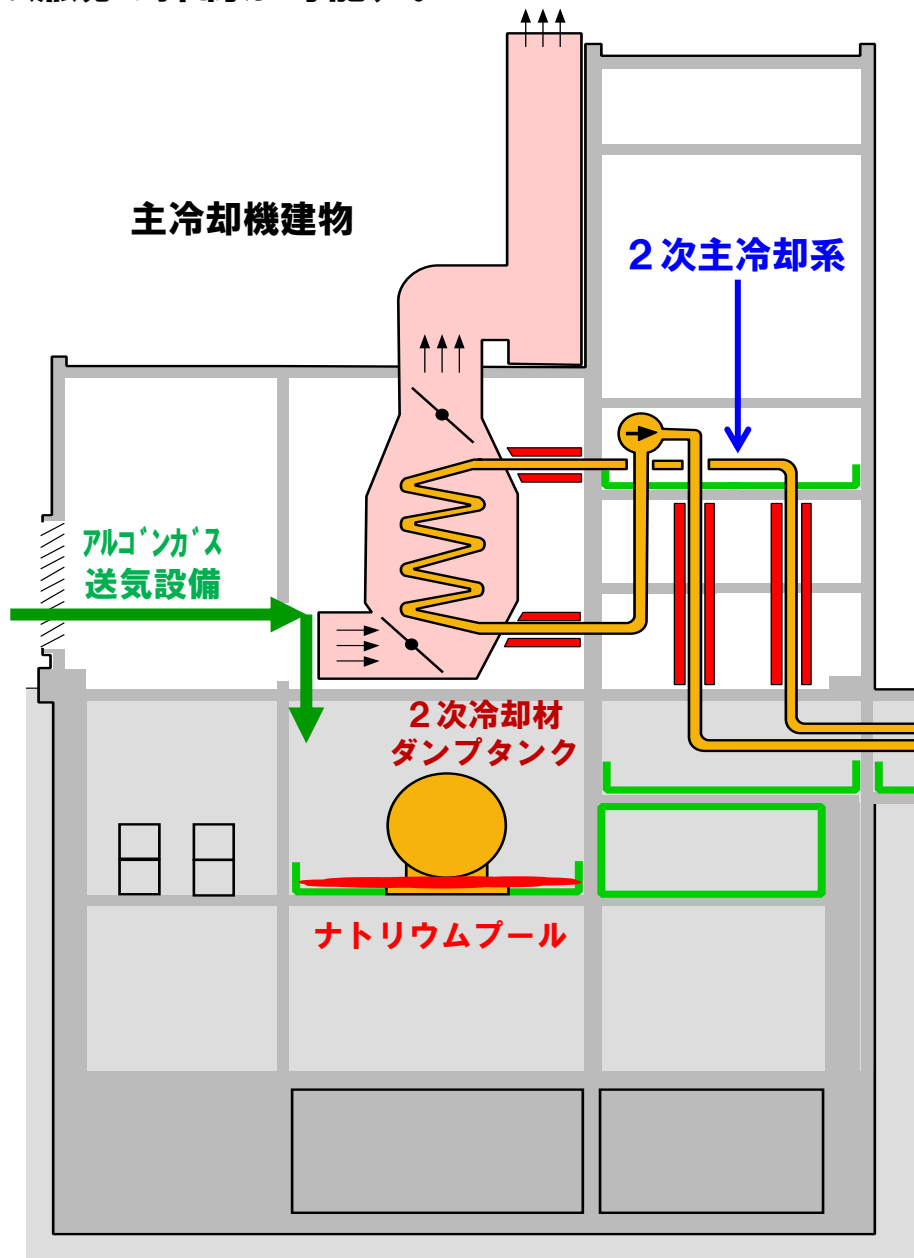 主冷却機建物
２次主冷却系
アルゴンガス
送気設備
２次冷却材
ダンプタンク
ナトリウムプール